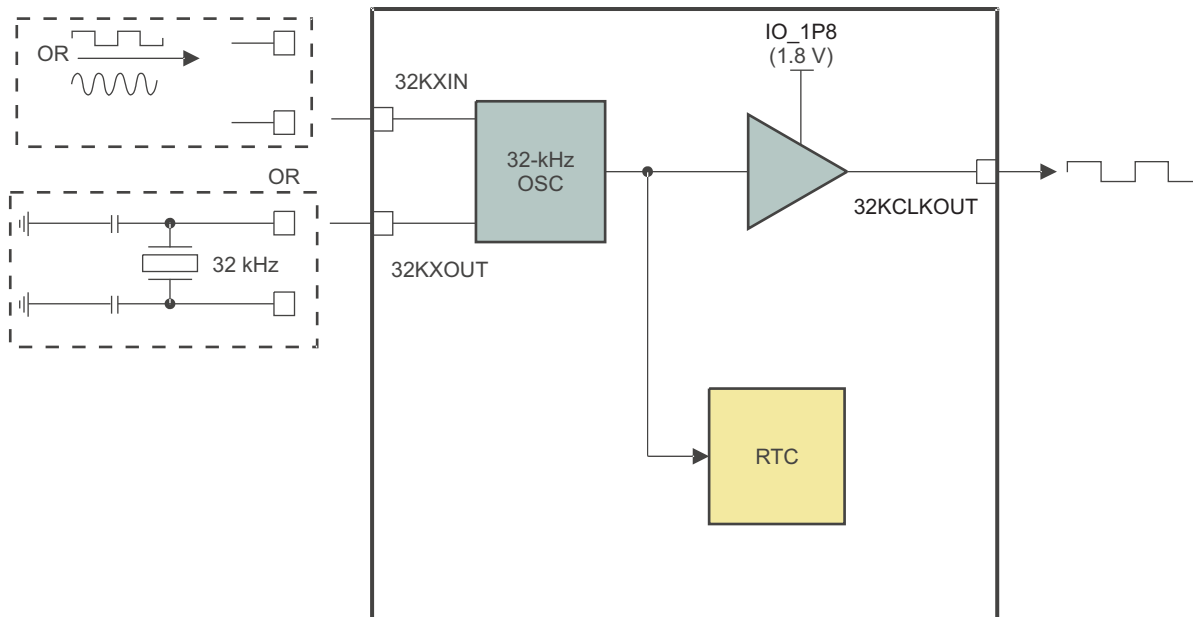 OR
IO_1P8
(1.8 V)
32KXIN
32-kHz
OSC
OR
32KCLKOUT
32 kHz
32KXOUT
RTC